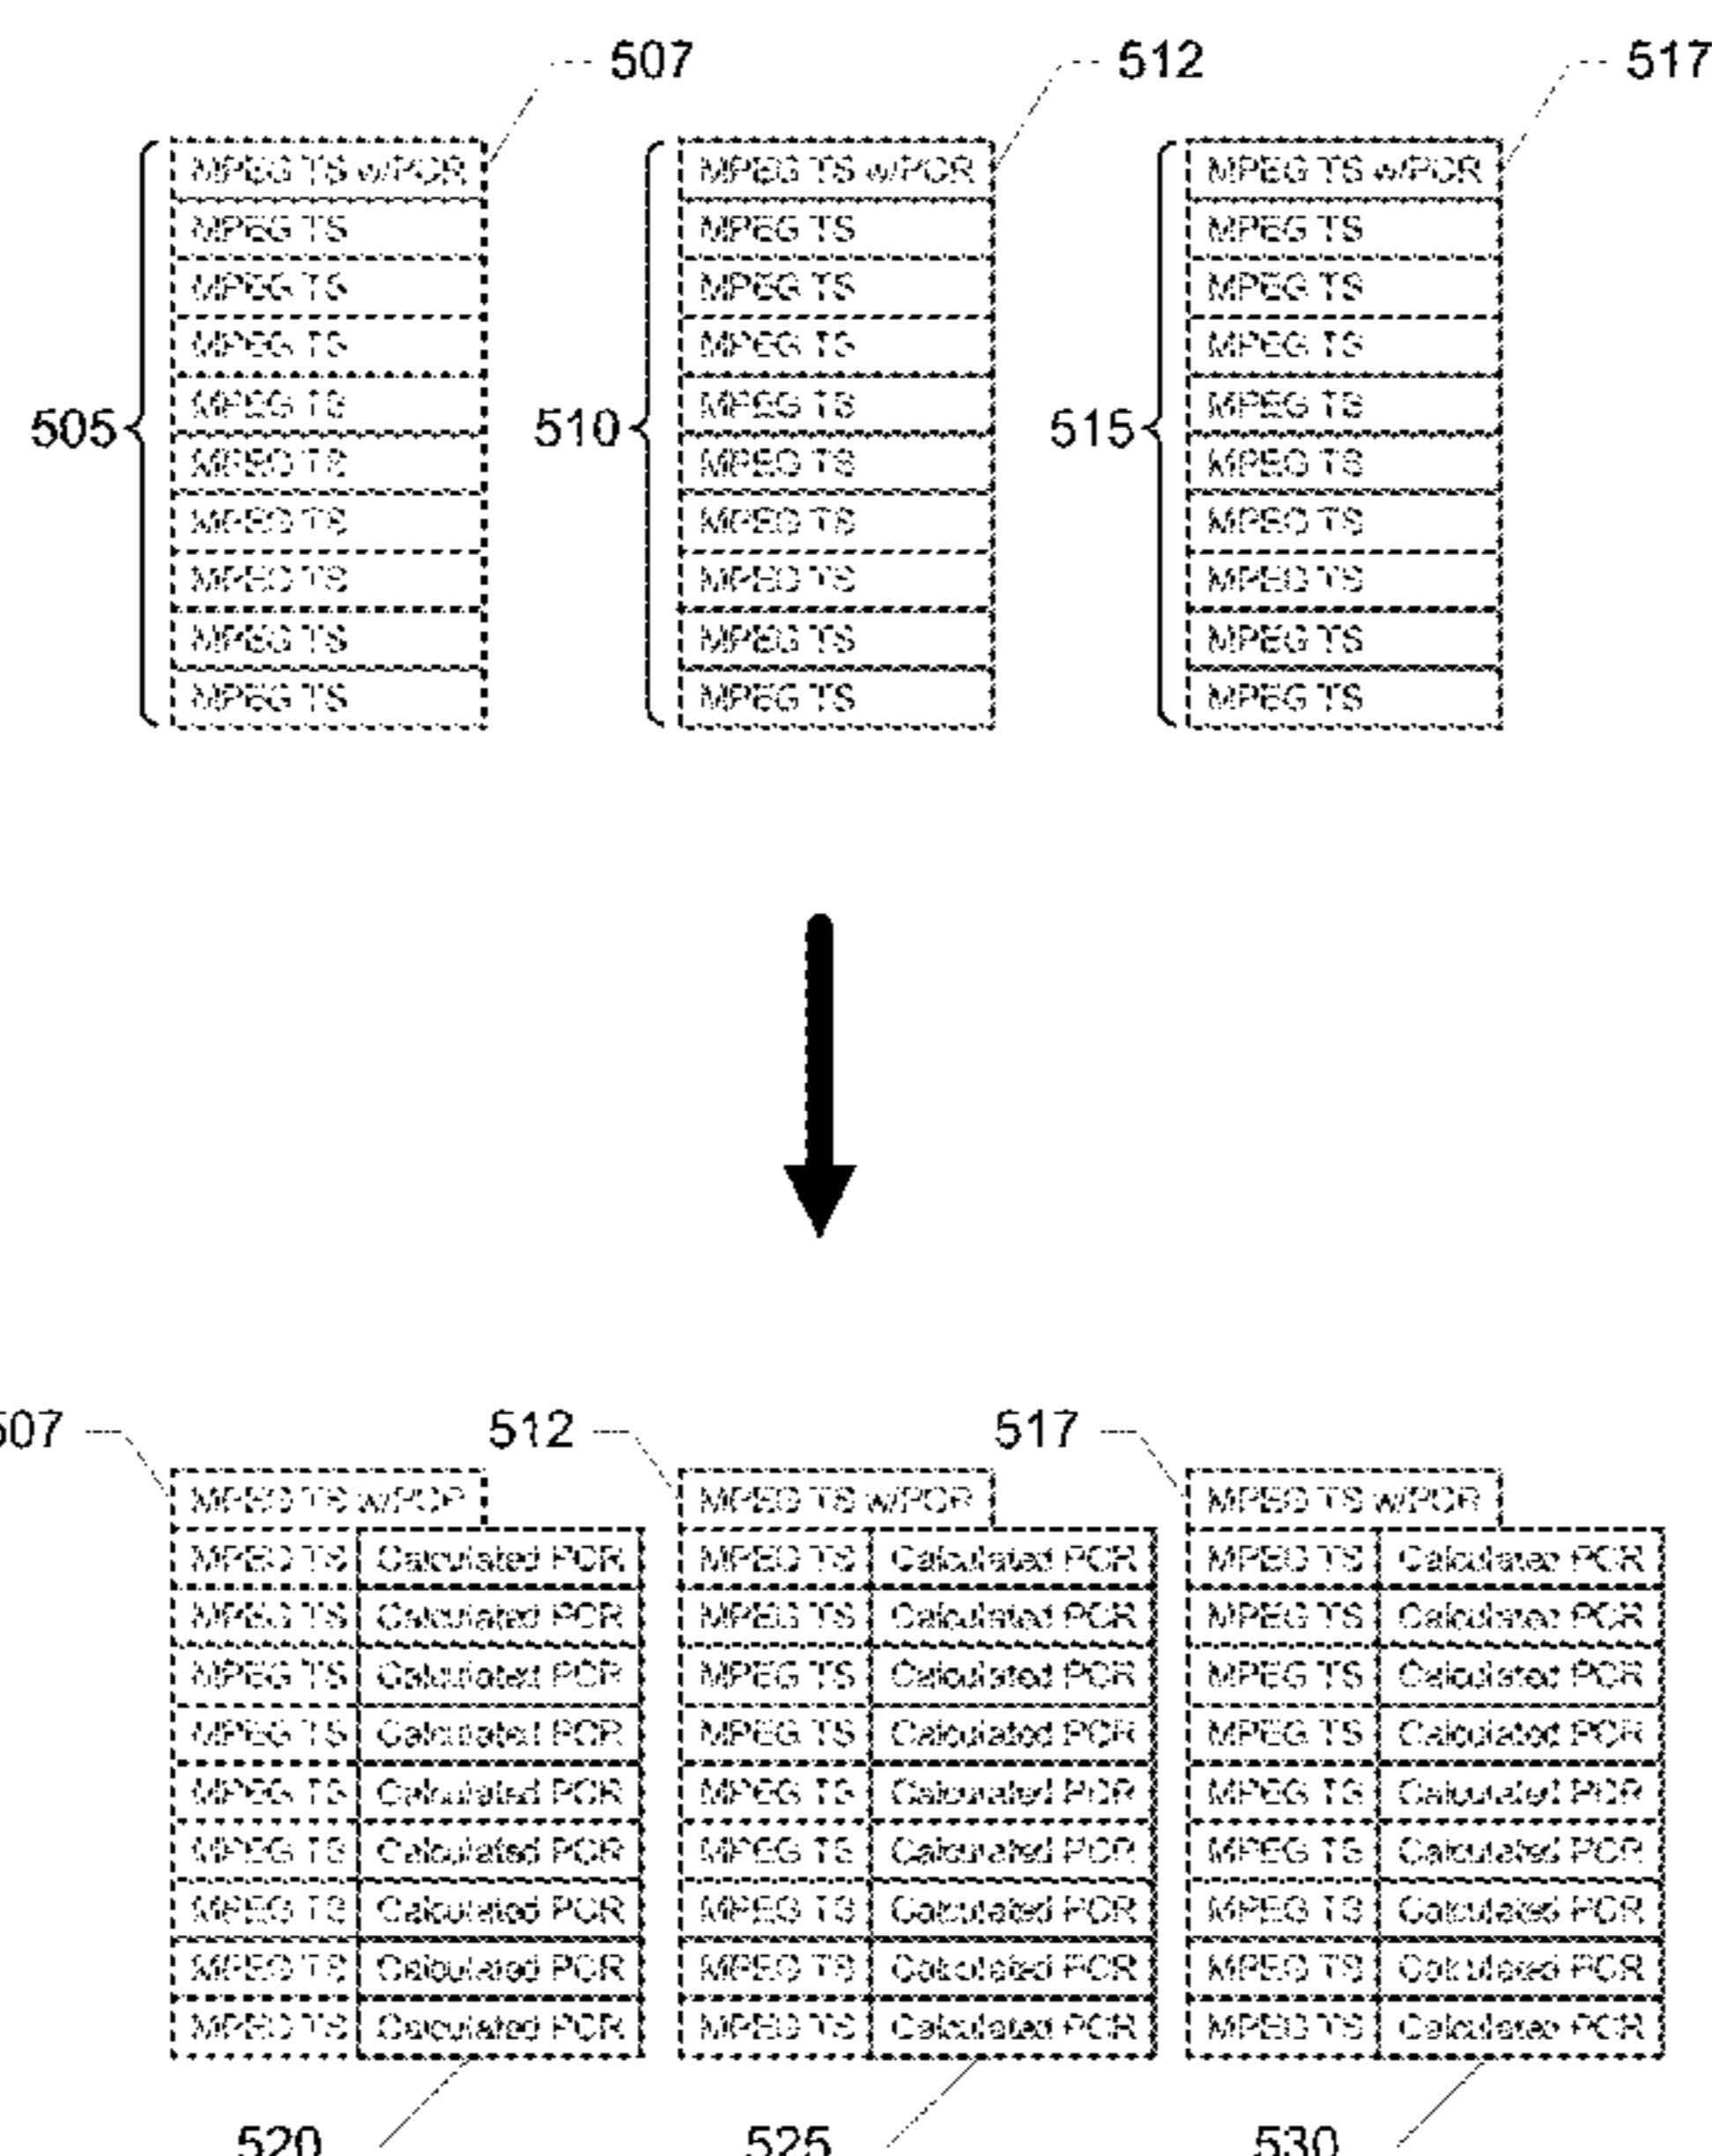 507 512 517
MPEG TS w/PCR MPEG TS w/PCR MPEG TS w/PCR
MPEG TS MPEG TS MPEG TS
MPEG TS MPEG TS MPEG TS
MPEG TS MPEG TS MPEG TS
MPEG TS MPEG TS MPEG TS
505 510 515
MPEG TS MPEG TS MPEG TS
MPEG TS MPEG TS MPEG TS
MPEG TS MPEG TS MPEG TS
MPEG TS MPEG TS MPEG TS
MPEG TS MPEG TS MPEG TS
507 512 517
MPEG TS w/PCR MPEG TS w/PCR MPEG TS w/PCR
MPEG TS Calculated PCR MPEG TS Calculated PCR MPEG TS Calculated PCR
MPEG TS Calculated PCR MPEG TS Calculated PCR MPEG TS Calculated PCR
MPEG TS Calculated PCR MPEG TS Calculated PCR MPEG TS Calculated PCR
MPEG TS Calculated PCR MPEG TS Calculated PCR MPEG TS Calculated PCR
MPEG TS Calculated PCR MPEG TS Calculated PCR MPEG TS Calculated PCR
MPEG TS Calculated PCR MPEG TS Calculated PCR MPEG TS Calculated PCR
MPEG TS Calculated PCR MPEG TS Calculated PCR MPEG TS Calculated PCR
MPEG TS Calculated PCR MPEG TS Calculated PCR MPEG TS Calculated PCR
MPEG TS Calculated PCR MPEG TS Calculated PCR MPEG TS Calculated PCR
520 525 530